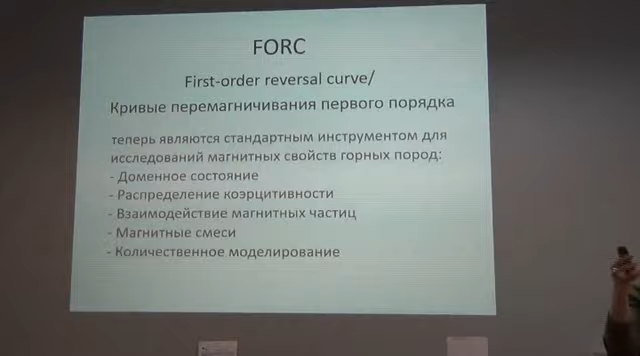 FORC
First-order reversal curve/
Кривые перемагничивания первого порядка
теперь являются стандартным инструментом для
исследований магнитных свойств горных пород:
- Доменное состояние
- Распределение коэрцитивности
- Взаимодействие магнитных частиц
- Магнитные смеси
- Количественное моделирование